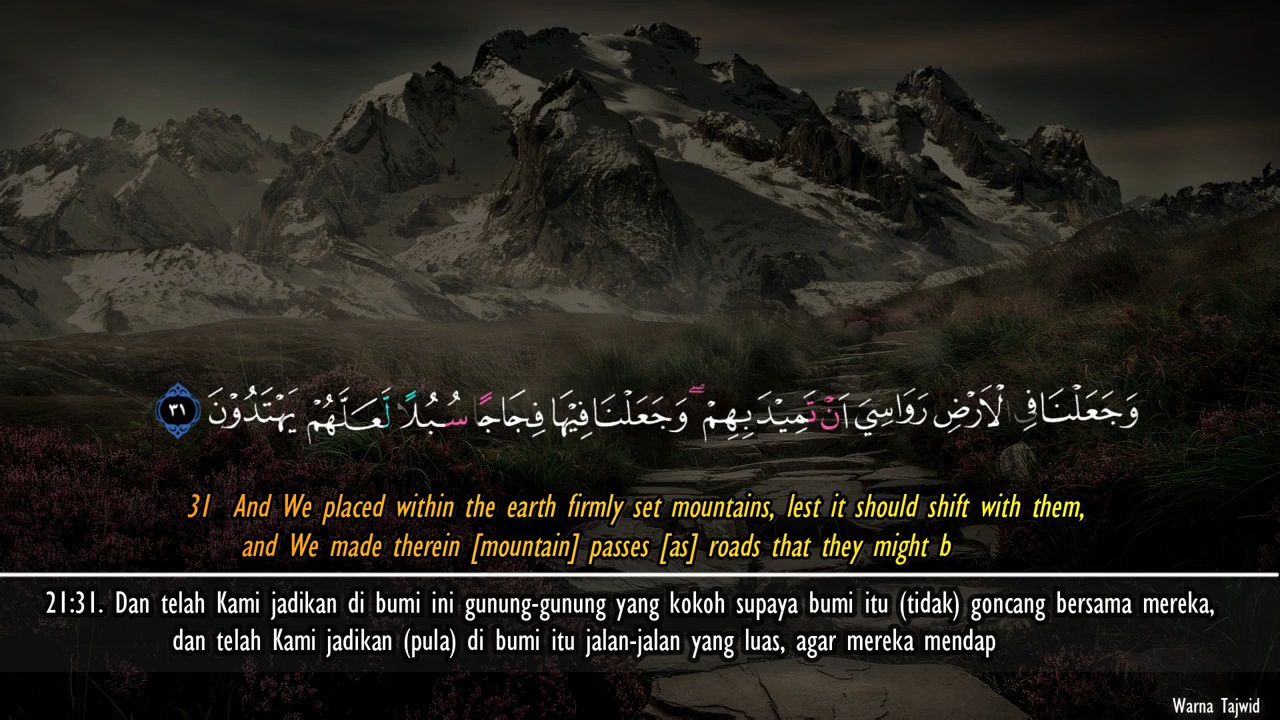 وَجَعَلْنَا فِي الْاَرْضِ رَوَاسِيَ اَنْ تَمِيْدَ بِهِمْ ۖ وَجَعَلْنَا فِيْهَا فِجَاجًا سُبُلًا لَّعَلَّهُمْ يَهْتَدُوْنَ ٣١
31 And We placed within the earth firmly set mountains, lest it should shift with them,
and We made therein [mountain] passes [as] roads that they might b
21:31. Dan telah Kami jadikan di bumi ini gunung-gunung yang kokoh supaya bumi itu (tidak) goncang bersama mereka,
dan telah Kami jadikan (pula) di bumi itu jalan-jalan yang luas, agar mereka mendap
Warna Tajwid